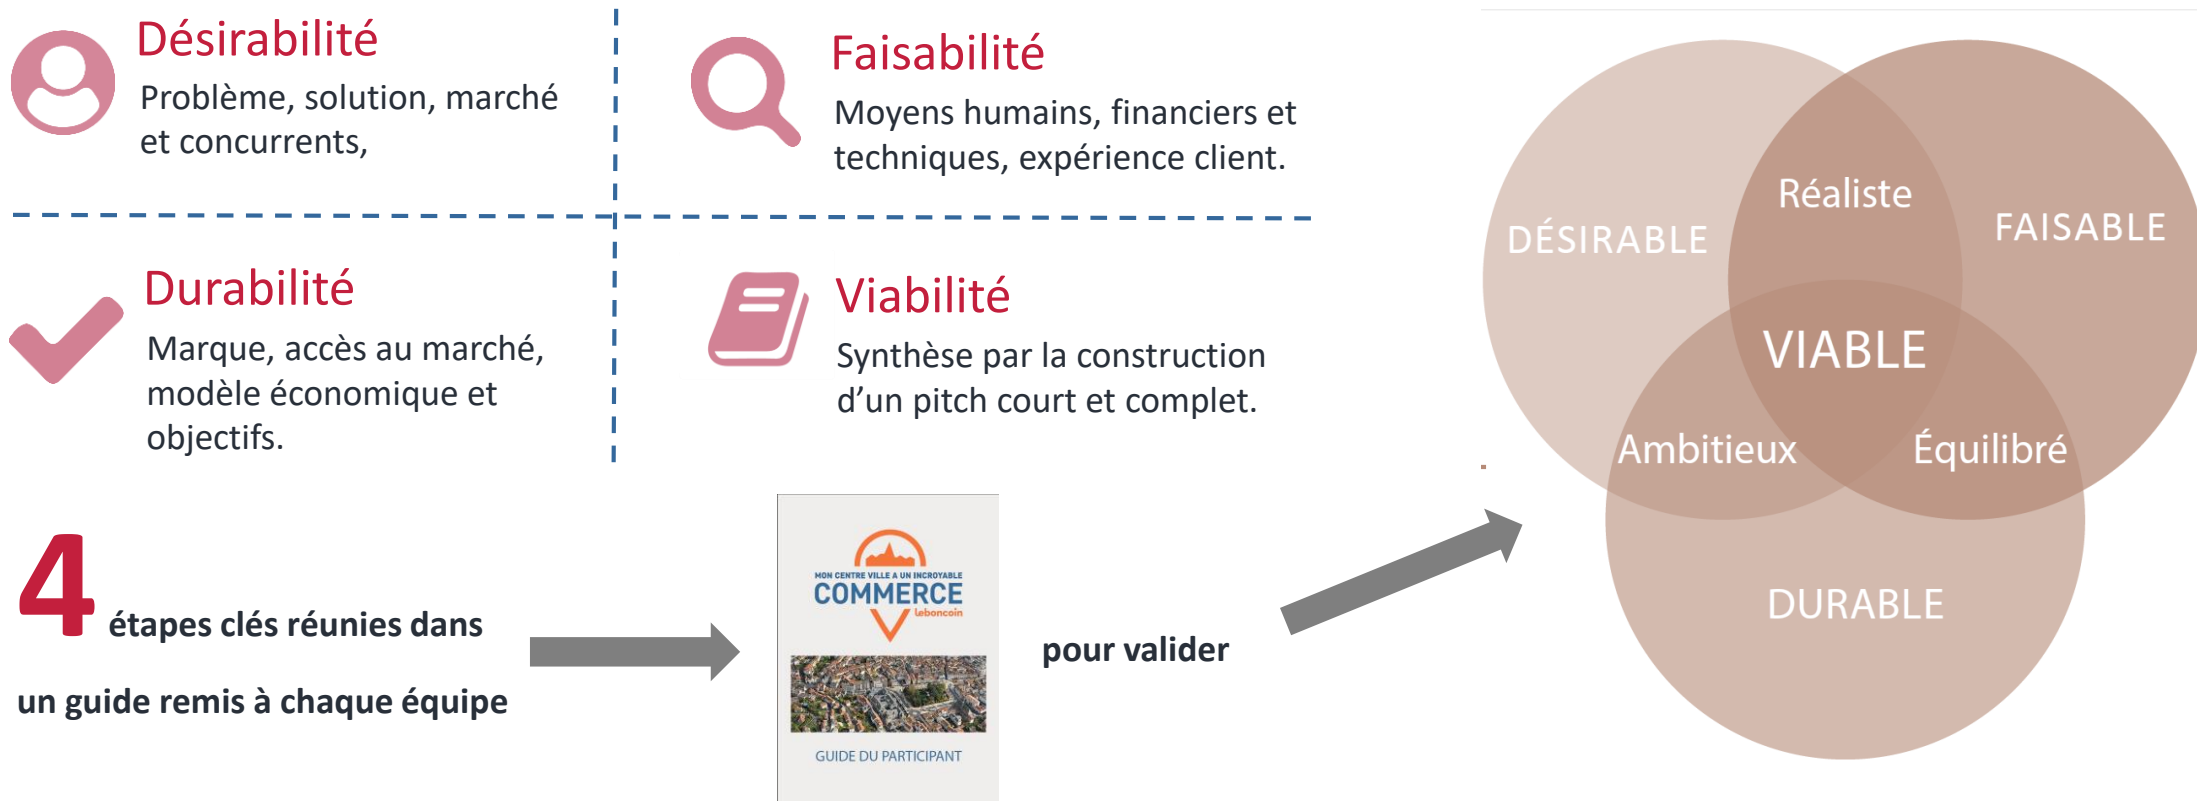 Désirabilité
Problème, solution, marché
et concurrents,
Faisabilité
Moyens humains, financiers et
techniques, expérience client.
Durabilité
Marque, accès au marché,
modèle économique et
objectifs.
Viabilité
Synthèse par la construction
d’un pitch court et complet.
4 étapes clés réunies dans
un guide remis à chaque équipe
MON CENTRE VILLE A UN INCROYABLE
COMMERCE
leboncoin
GUIDE DU PARTICIPANT
pour valider
Réaliste
DÉSIRABLE
FAISABLE
VIABLE
Ambitieux
Équilibré
DURABLE